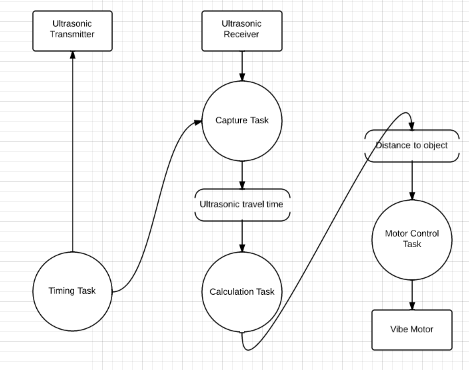 Ultrasonic
Transmitter
Ultrasonic
Receiver
Capture Task
Distance to object
Ultrasonic travel time
Motor Control
Task
Timing Task
Calculation Task
Vibe Motor